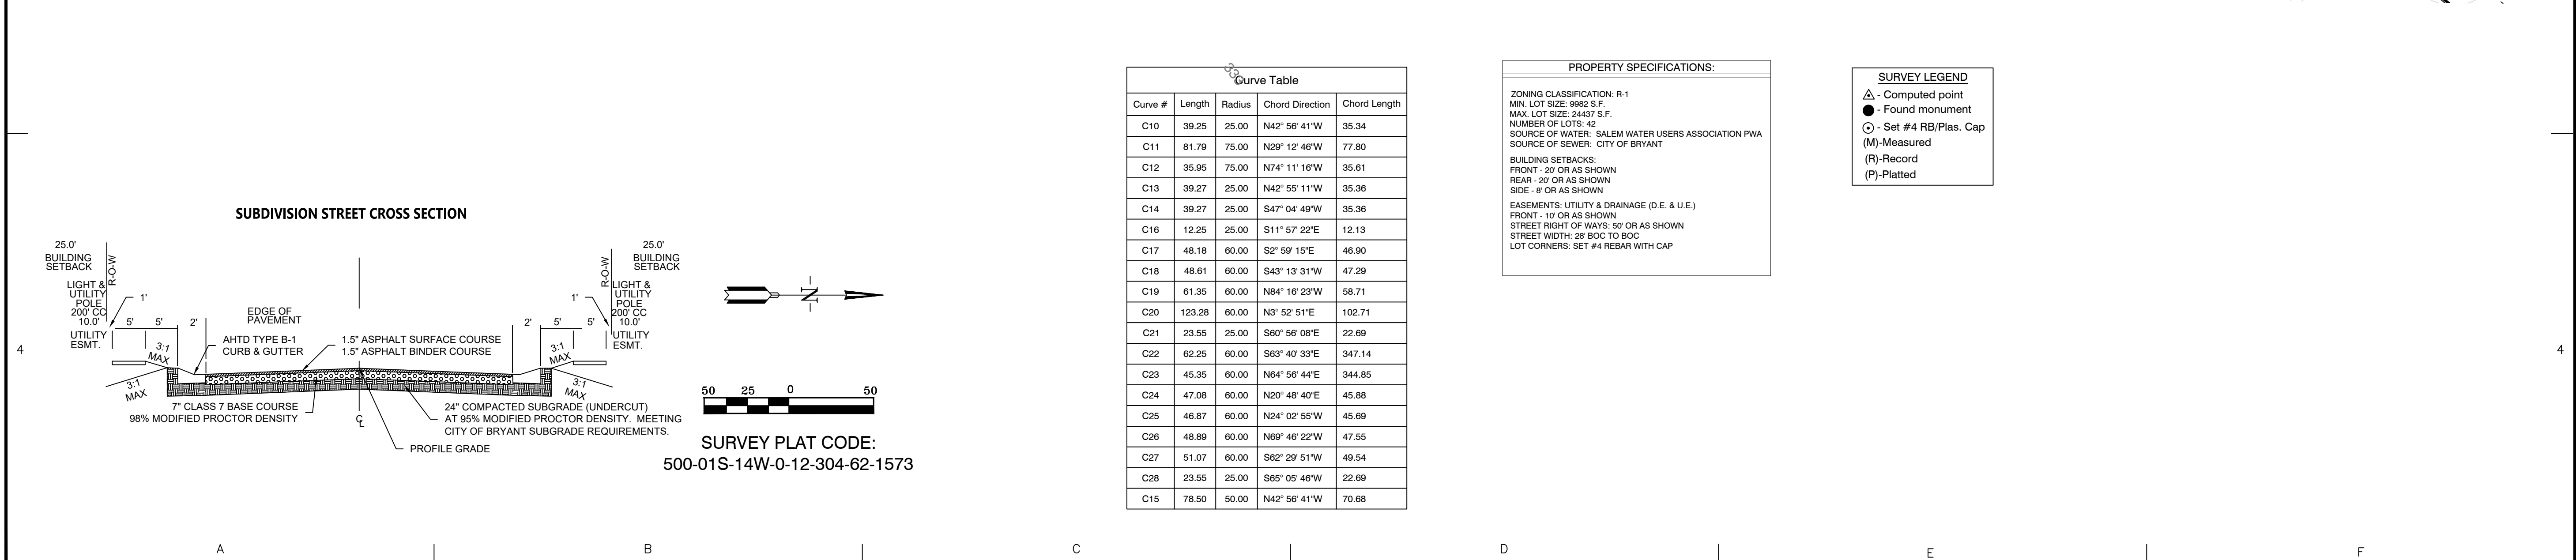 SUBDIVISION STREET CROSS SECTION
25.0'
BUILDING
SETBACK
R-O-W
LIGHT &
UTILITY
POLE
200' CC
10.0'
UTILITY
ESMT.
1'
5'
5'
2'
3:1
MAX
3:1
MAX
EDGE OF
PAVEMENT
AHTD TYPE B-1
CURB & GUTTER
1.5" ASPHALT SURFACE COURSE
1.5" ASPHALT BINDER COURSE
25.0'
BUILDING
SETBACK
R-O-W
LIGHT &
UTILITY
POLE
200' CC
10.0'
UTILITY
ESMT.
1'
2'
5'
5'
3:1
MAX
3:1
MAX
7" CLASS 7 BASE COURSE
98% MODIFIED PROCTOR DENSITY
CL
24" COMPACTED SUBGRADE (UNDERCUT)
AT 95% MODIFIED PROCTOR DENSITY. MEETING
CITY OF BRYANT SUBGRADE REQUIREMENTS.
PROFILE GRADE
N
50 25 0 50
SURVEY PLAT CODE:
500-01S-14W-0-12-304-62-1573
Curve Table
Curve # Length Radius Chord Direction Chord Length
C10 39.25 25.00 N42° 56' 41"W 35.34
C11 81.79 75.00 N29° 12' 46"W 77.80
C12 35.95 75.00 N74° 11' 16"W 35.61
C13 39.27 25.00 N42° 55' 11"W 35.36
C14 39.27 25.00 S47° 04' 49"W 35.36
C16 12.25 25.00 S11° 57' 22"E 12.13
C17 48.18 60.00 S2° 59' 15"E 46.90
C18 48.61 60.00 S43° 13' 31"W 47.29
C19 61.35 60.00 N84° 16' 23"W 58.71
C20 123.28 60.00 N3° 52' 51"E 102.71
C21 23.55 25.00 S60° 56' 08"E 22.69
C22 62.25 60.00 S63° 40' 33"E 347.14
C23 45.35 60.00 N64° 56' 44"E 344.85
C24 47.08 60.00 N20° 48' 40"E 45.88
C25 46.87 60.00 N24° 02' 55"W 45.69
C26 48.89 60.00 N69° 46' 22"W 47.55
C27 51.07 60.00 S62° 29' 51"W 49.54
C28 23.55 25.00 S65° 05' 46"W 22.69
C15 78.50 50.00 N42° 56' 41"W 70.68
PROPERTY SPECIFICATIONS:
ZONING CLASSIFICATION: R-1
MIN. LOT SIZE: 9982 S.F.
MAX. LOT SIZE: 24437 S.F.
NUMBER OF LOTS: 42
SOURCE OF WATER: SALEM WATER USERS ASSOCIATION PWA
SOURCE OF SEWER: CITY OF BRYANT
BUILDING SETBACKS:
FRONT - 20' OR AS SHOWN
REAR - 20' OR AS SHOWN
SIDE - 8' OR AS SHOWN
EASEMENTS: UTILITY & DRAINAGE (D.E. & U.E.)
FRONT - 10' OR AS SHOWN
STREET RIGHT OF WAYS: 50' OR AS SHOWN
STREET WIDTH: 28' BOC TO BOC
LOT CORNERS: SET #4 REBAR WITH CAP
SURVEY LEGEND
- Computed point
- Found monument
- Set #4 RB/Plas. Cap
(M)-Measured
(R)-Record
(P)-Platted
4
4
A
B
C
D
E
F